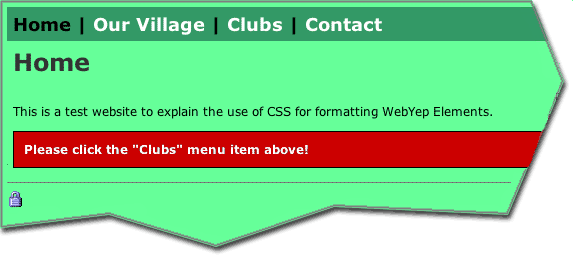 Home | Our Village | Clubs | Contact
Home
This is a test website to explain the use of CSS for formatting WebYep Elements.
Please click the "Clubs" menu item above!